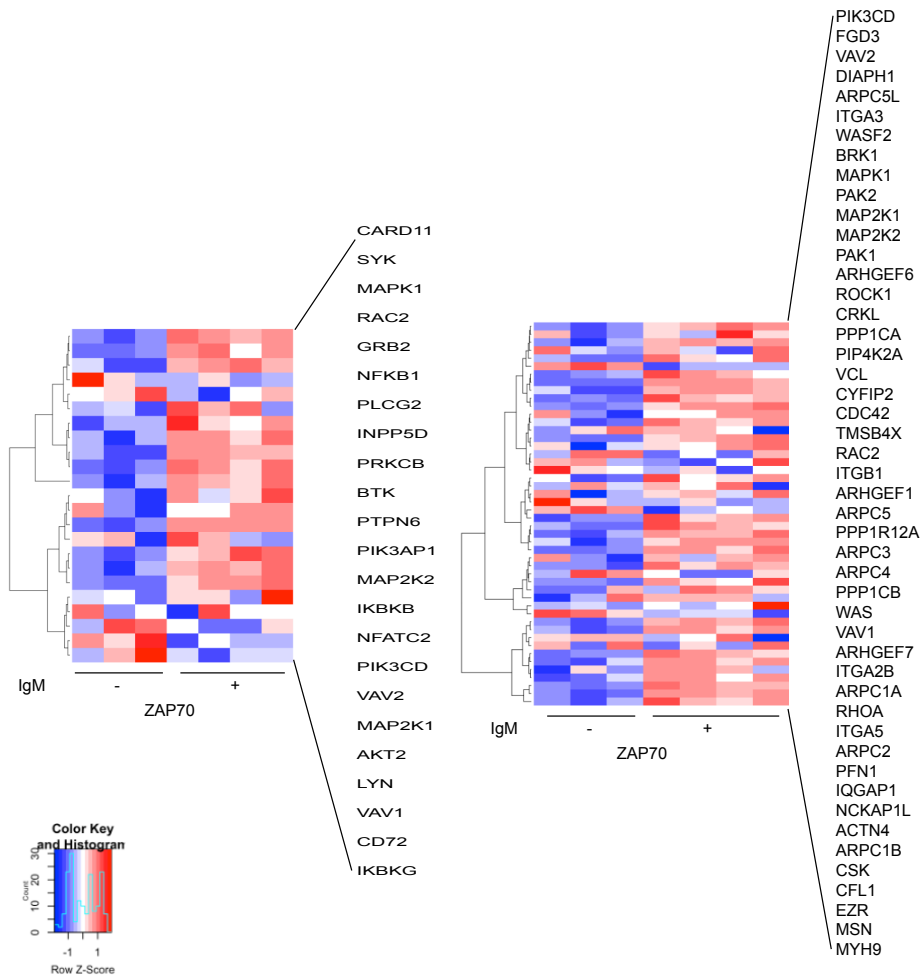 CARD11
SYK
MAPK1
RAC2
GRB2
NFKB1
PLCG2
INPP5D
PRKCB
BTK
PTPN6
PIK3AP1
MAP2K2
IKBKB
NFATC2
PIK3CD
VAV2
MAP2K1
AKT2
LYN
VAV1
CD72
IKBKG
IgM - +
ZAP70
PIK3CD
FGD3
VAV2
DIAPH1
ARPC5L
ITGA3
WASF2
BRK1
MAPK1
PAK2
MAP2K1
MAP2K2
PAK1
ARHGEF6
ROCK1
CRKL
PPP1CA
PIP4K2A
VCL
CYFIP2
CDC42
TMSB4X
RAC2
ITGB1
ARHGEF1
ARPC5
PPP1R12A
ARPC3
ARPC4
PPP1CB
WAS
VAV1
ARHGEF7
ITGA2B
ARPC1A
RHOA
ITGA5
ARPC2
PFN1
IQGAP1
NCKAP1L
ACTN4
ARPC1B
CSK
CFL1
EZR
MSN
MYH9
IgM - +
ZAP70
Color Key
and Histogram
Count
0 10 20 30
-1 1
Row Z-Score